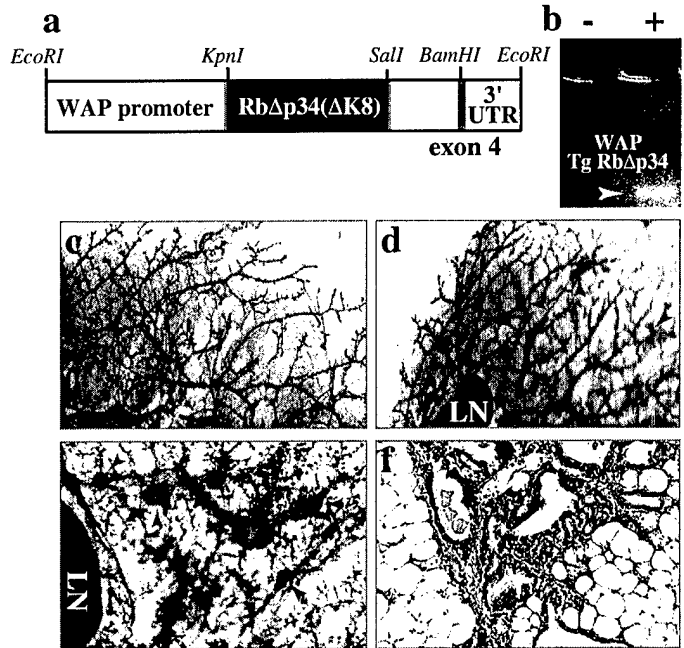 a
b - +
EcoRI KpnI SalI BamHI EcoRI
WAP promoter RbΔp34(ΔK8) 3' UTR
exon 4
WAP
Tg RbΔp34
c
d
LN
LN
f